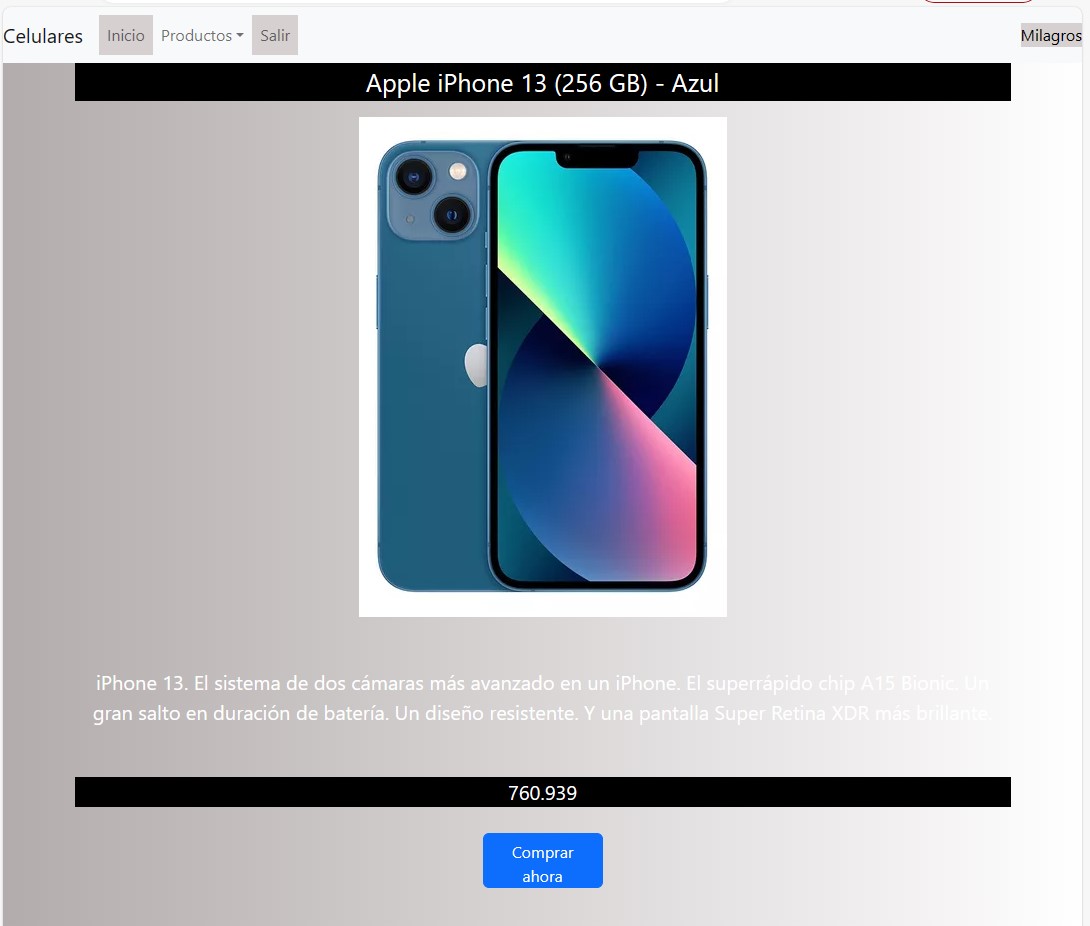 Celulares Inicio Productos Salir Milagros
Apple iPhone 13 (256 GB) - Azul
iPhone 13. El sistema de dos cámaras más avanzado en un iPhone. El superrápido chip A15 Bionic. Un
gran salto en duración de batería. Un diseño resistente. Y una pantalla Super Retina XDR más brillante.
760.939
Comprar
ahora